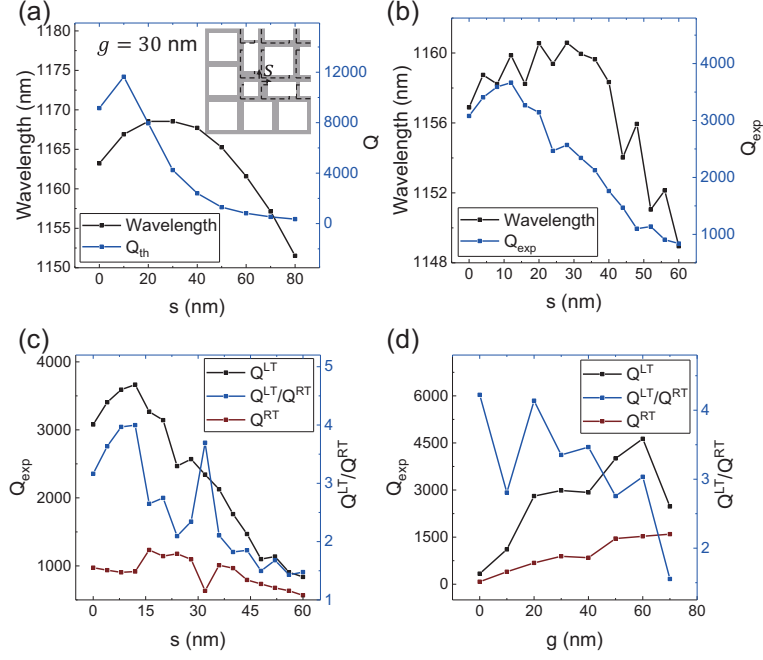 (a)
g = 30 nm
S
Wavelength (nm)
1180
1175
1170
1165
1160
1155
1150
12000
8000
4000
0
Q
Wavelength
Q_th
0 20 40 60 80
s (nm)
(b)
Wavelength (nm)
1160
1156
1152
1148
4000
3000
2000
1000
Q_exp
Wavelength
Q_exp
0 10 20 30 40 50 60
s (nm)
(c)
Q_exp
4000
3000
2000
1000
5
4
3
2
1
Q^LT/Q^RT
Q^LT
Q^LT/Q^RT
Q^RT
0 15 30 45 60
s (nm)
(d)
Q_exp
6000
4500
3000
1500
0
4
3
2
1
Q^LT/Q^RT
Q^LT
Q^LT/Q^RT
Q^RT
0 20 40 60 80
g (nm)